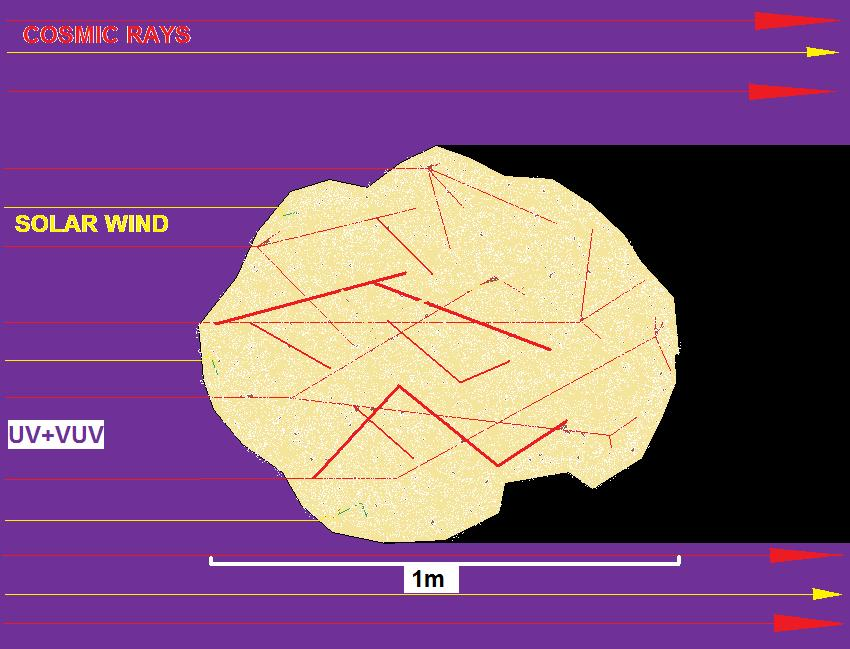 COSMIC RAYS
SOLAR WIND
UV+VUV
1m